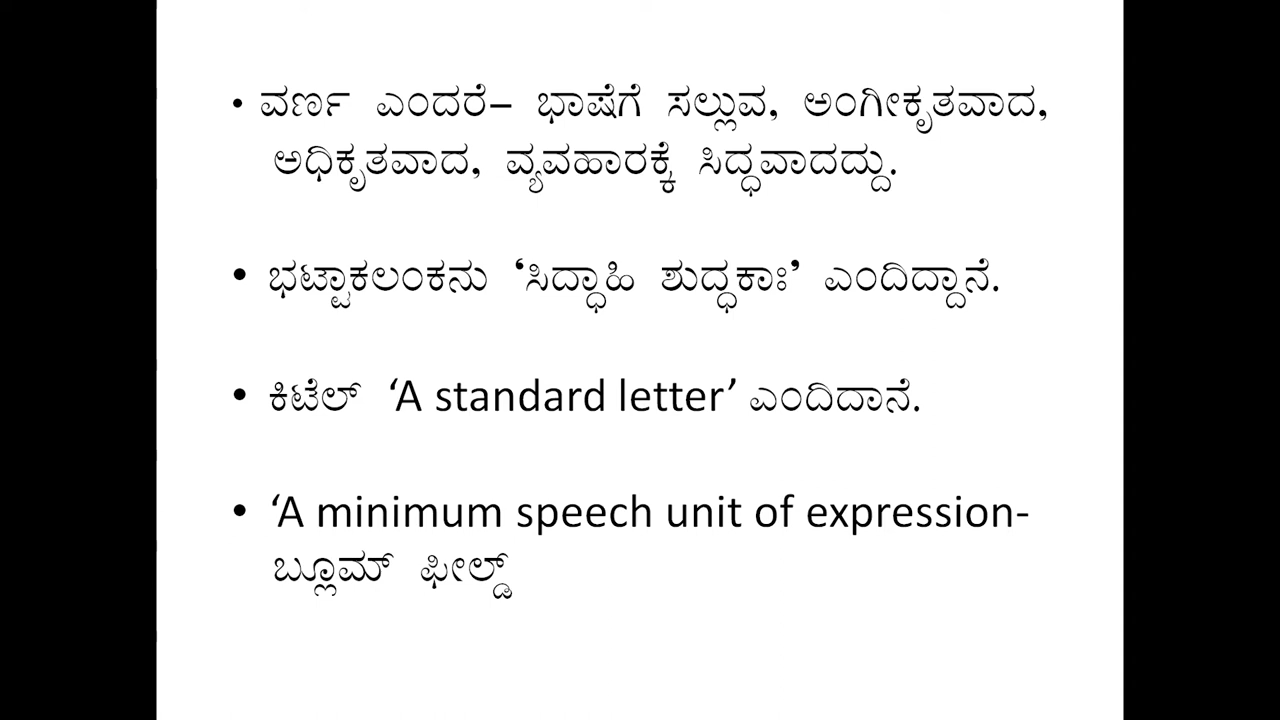 • ವರ್ಣ ಎಂದರೆ– ಭಾಷೆಗೆ ಸಲ್ಲುವ, ಅಂಗೀಕೃತವಾದ,
ಅಧಿಕೃತವಾದ, ವ್ಯವಹಾರಕ್ಕೆ ಸಿದ್ಧವಾದದ್ದು.
• ಭಟ್ಟಾಕಲಂಕನು ‘ಸಿದ್ಧಾಹಿ ಶುದ್ಧಕಾಃ’ ಎಂದಿದ್ದಾನೆ.
• ಕಿಟೆಲ್ ‘A standard letter’ ಎಂದಿದಾನೆ.
• ‘A minimum speech unit of expression-
ಬ್ಲೂಮ್ ಫೀಲ್ಡ್